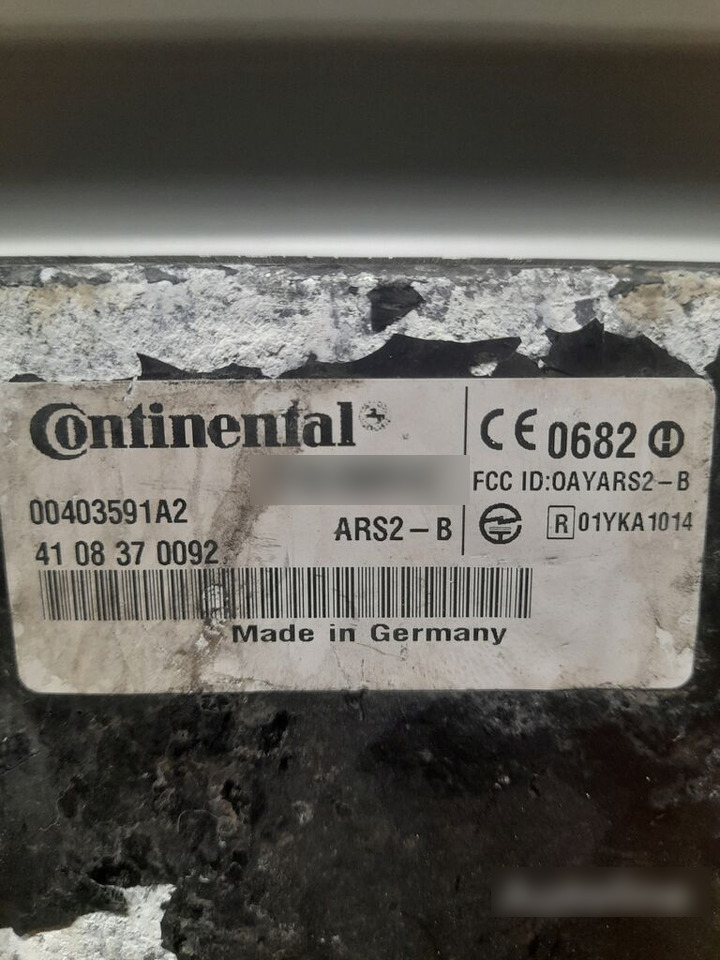 Continental
CE 0682
FCC ID:OAYARS2-B
00403591A2
ARS2-B
R 01YKA1014
41 08 37 0092
Made in Germany